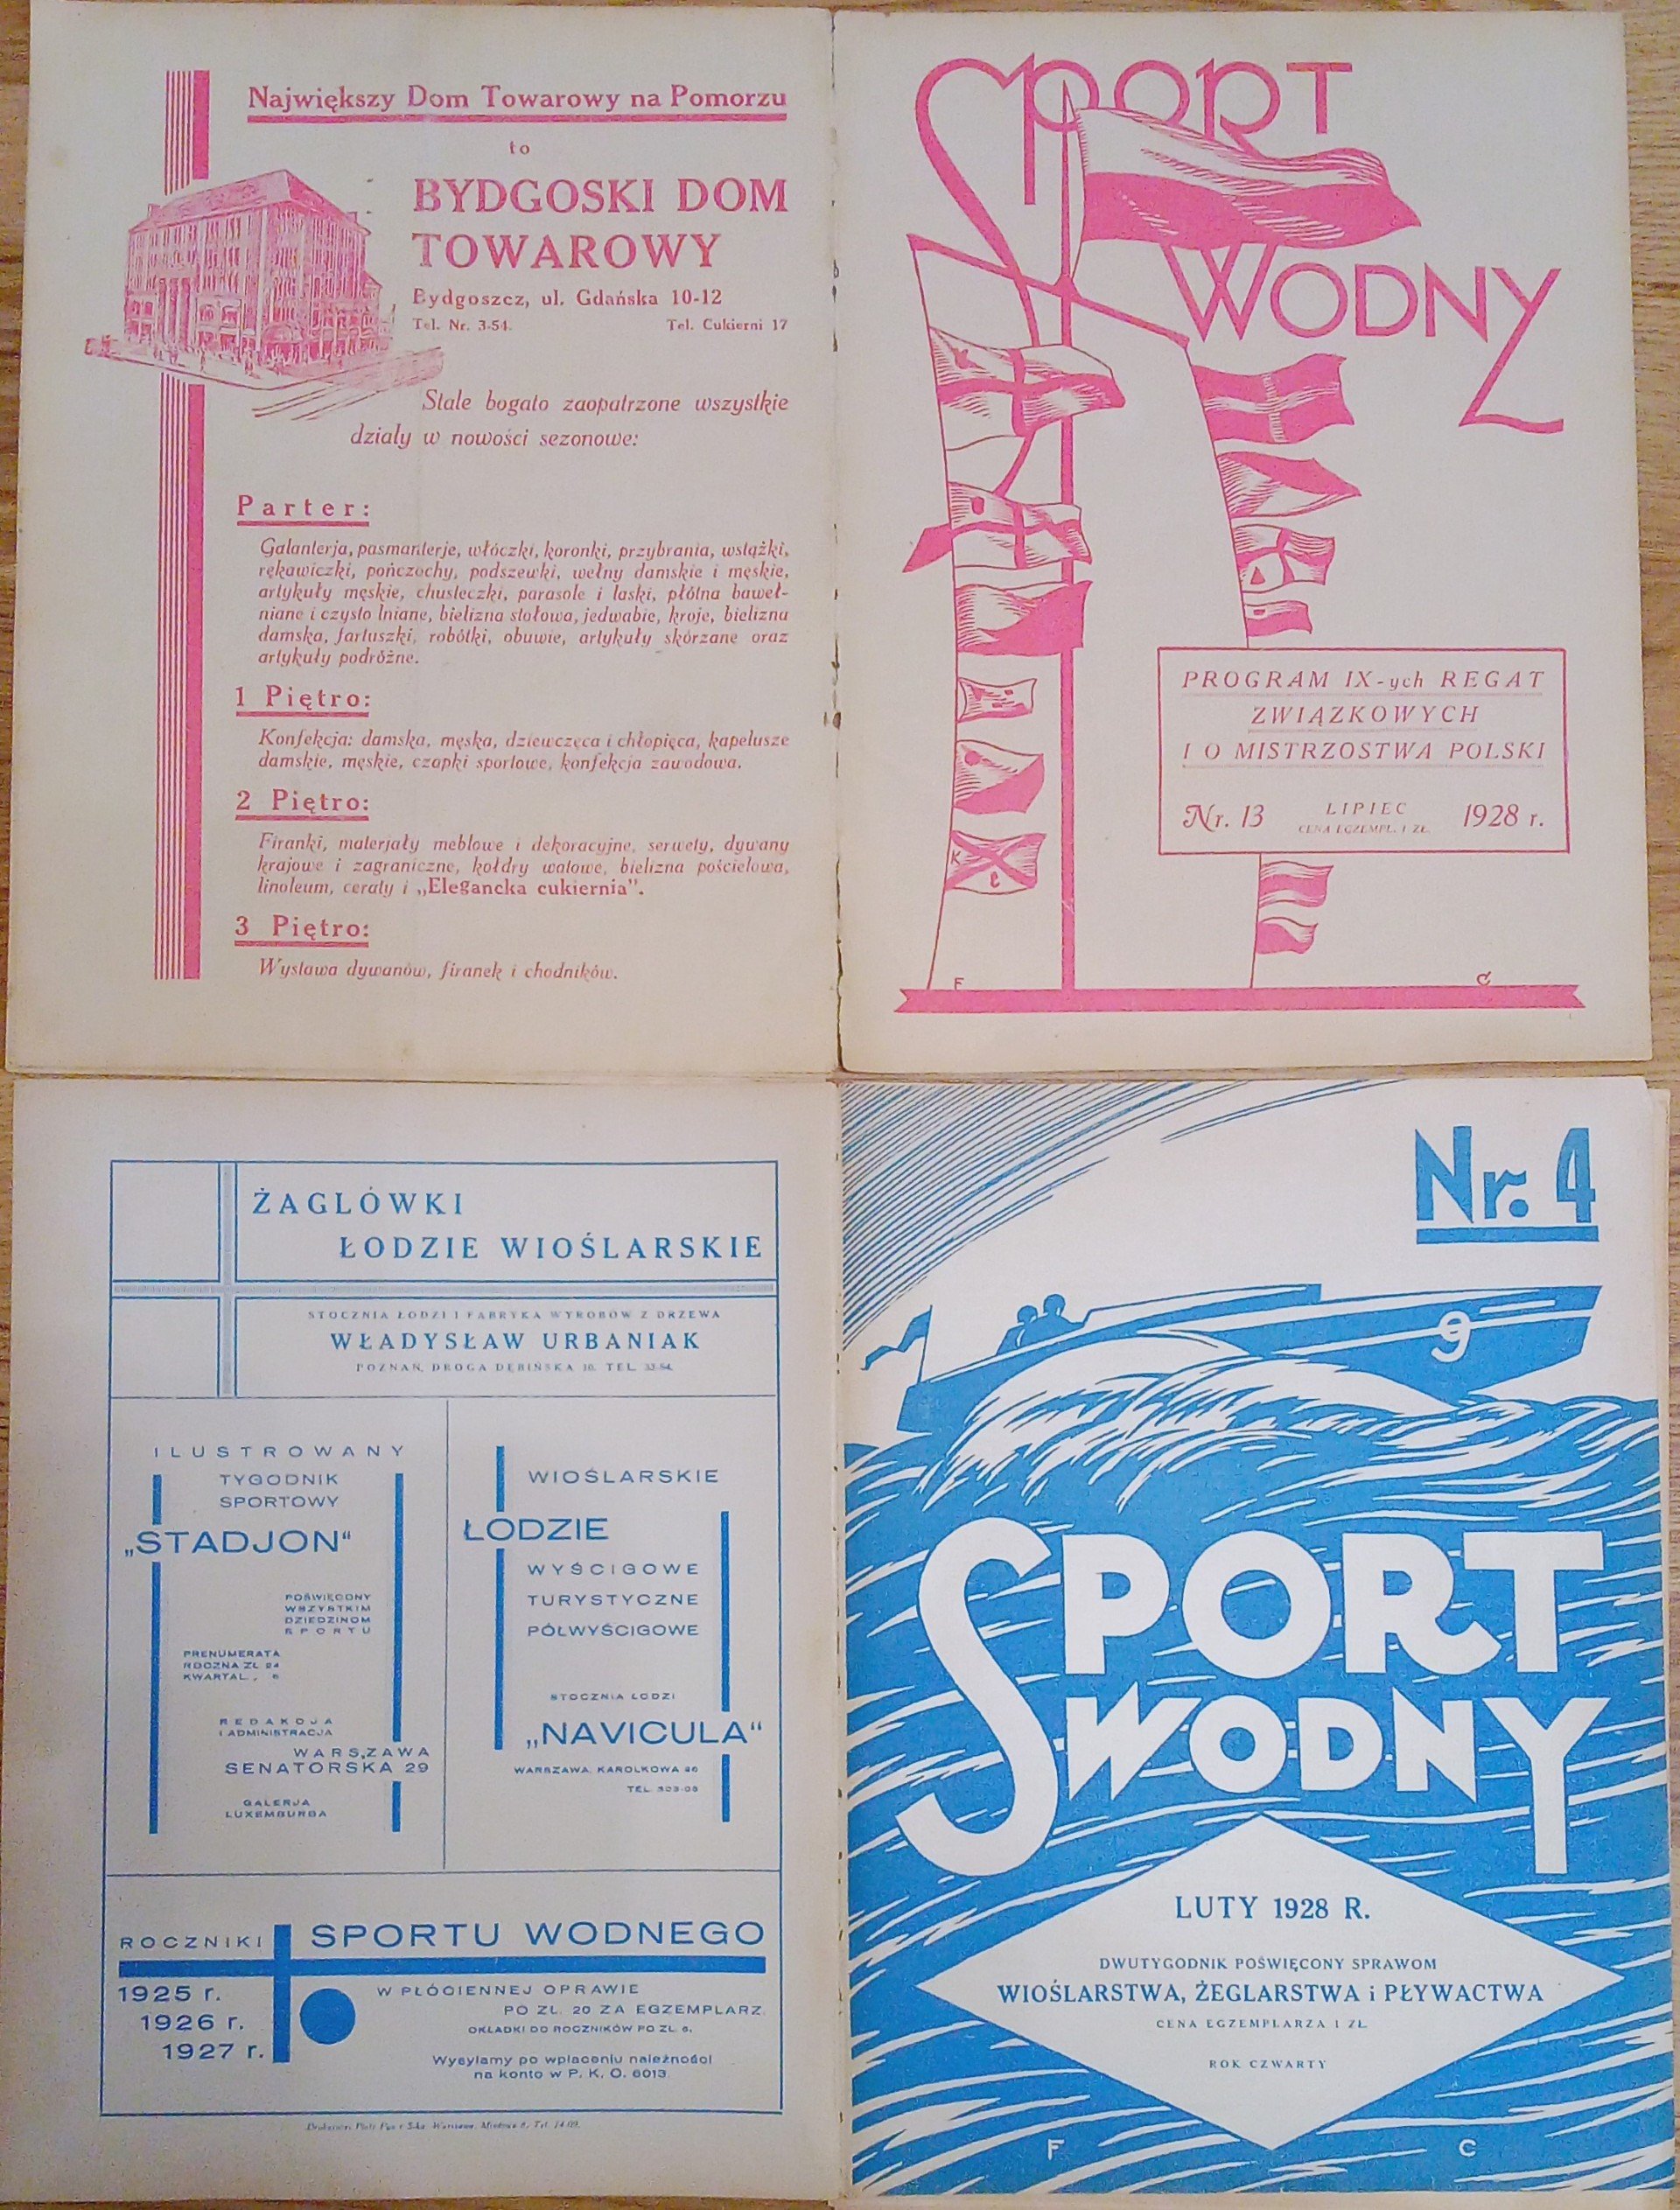 Największy Dom Towarowy na Pomorzu
to
BYDGOSKI DOM
TOWAROWY
Bydgoszcz, ul. Gdańska 10-12
Tel. Nr. 3-54. Tel. Cukierni 17
Stale bogato zaopatrzone wszystkie
działy w nowości sezonowe:
Parter:
Galanterja, pasmanterje, włóczki, koronki, przybrania, wstążki,
rękawiczki, pończochy, podszewki, wełny damskie i męskie,
artykuły męskie, chusteczki, parasole i laski, płótna baweł-
niane i czysto lniane, bielizna stołowa, jedwabie, kroje, bielizna
damska, fartuszki, robótki, obuwie, artykuły skórzane oraz
artykuły podróżne.
1 Piętro:
Konfekcja: damska, męska, dziewczęca i chłopięca, kapelusze
damskie, męskie, czapki sportowe, konfekcja zawodowa.
2 Piętro:
Firanki, materjały meblowe i dekoracyjne, serwety, dywany
krajowe i zagraniczne, kołdry watowe, bielizna pościelowa,
linoleum, ceraty i „Elegancka cukiernia".
3 Piętro:
Wystawa dywanów, firanek i chodników.
SPORT
WODNY
PROGRAM IX-ych REGAT
ZWIĄZKOWYCH
I O MISTRZOSTWA POLSKI
Nr. 13 LIPIEC 1928 r.
CENA EGZEMPL. 1 ZŁ.
K
C
F C
ŻAGLÓWKI
ŁODZIE WIOŚLARSKIE
STOCZNIA ŁODZI I FABRYKA WYROBÓW Z DRZEWA
WŁADYSŁAW URBANIAK
POZNAŃ, DROGA DĘBIŃSKA 10. TEL. 33-54.
ILUSTROWANY
TYGODNIK
SPORTOWY
„STADJON“
POŚWIĘCONY
WSZYSTKIM
DZIEDZINOM
SPORTU
PRENUMERATA
ROCZNA ZŁ 24
KWARTAL. „ 6
REDAKCJA
I ADMINISTRACJA
WARSZAWA
SENATORSKA 29
GALERJA
LUXEMBURGA
WIOŚLARSKIE
ŁODZIE
WYŚCIGOWE
TURYSTYCZNE
PÓŁWYŚCIGOWE
STOCZNIA ŁODZI
„NAVICULA“
WARSZAWA, KAROLKOWA
TEL.
ROCZNIKI SPORTU WODNEGO
1925 r.
1926 r.
1927 r.
W PŁÓCIENNEJ OPRAWIE
PO ZŁ. 20 ZA EGZEMPLARZ.
OKŁADKI DO ROCZNIKÓW PO ZŁ. 6.
Wysyłamy po wpłaceniu należności
na konto w P. K. O. 6013.
Nr. 4
9
SPORT
WODNY
LUTY 1928 R.
DWUTYGODNIK POŚWIĘCONY SPRAWOM
WIOŚLARSTWA, ŻEGLARSTWA i PŁYWACTWA
CENA EGZEMPLARZA 1 ZŁ.
ROK CZWARTY
F C